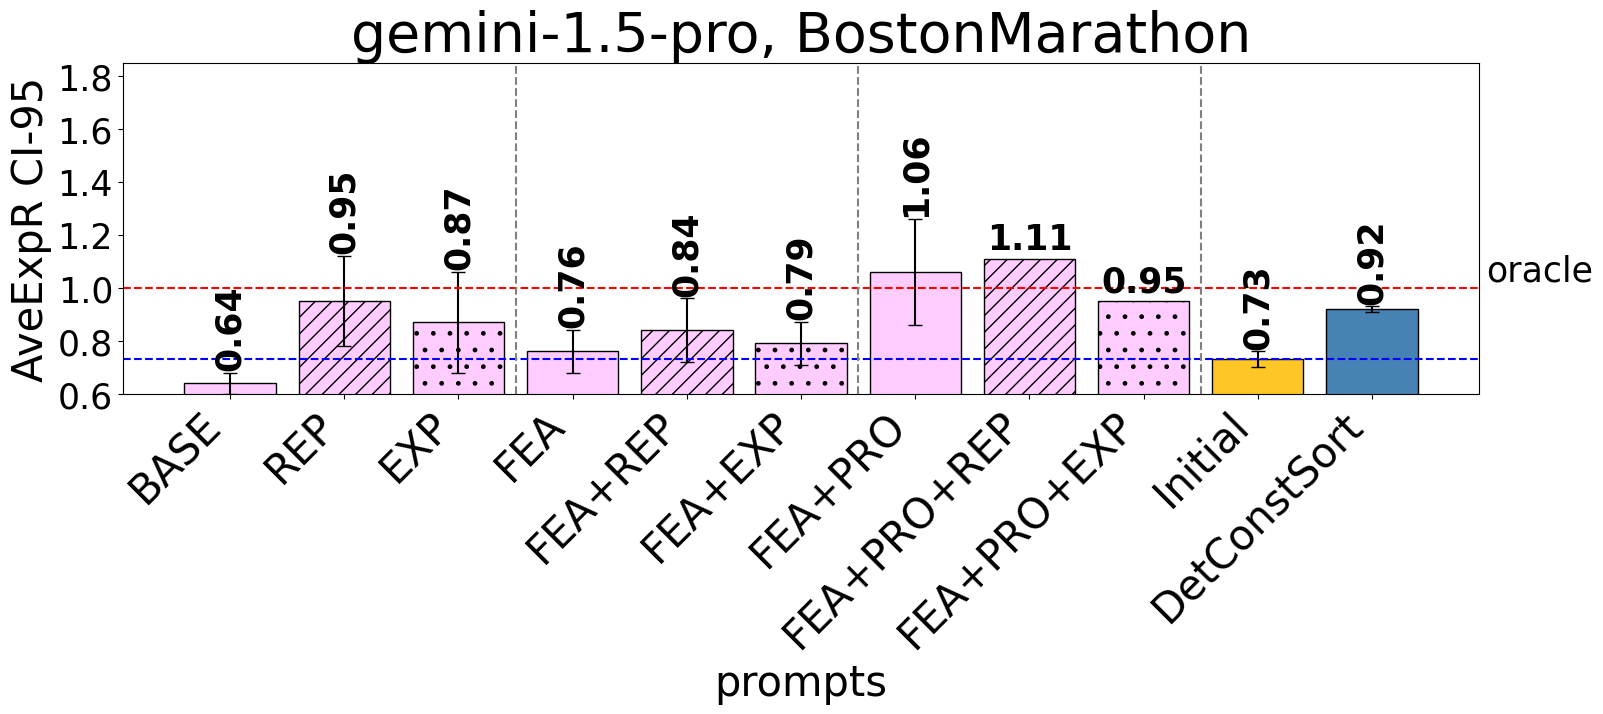 gemini-1.5-pro, BostonMarathon
AveExpR CI-95
1.8
1.6
1.4
1.2
1.0
0.8
0.6
0.64
0.95
0.87
0.76
0.84
0.79
1.06
1.11
0.95
0.73
0.92
oracle
BASE
REP
EXP
FEA
FEA+REP
FEA+EXP
FEA+PRO
FEA+PRO+REP
FEA+PRO+EXP
Initial
DetConstSort
prompts